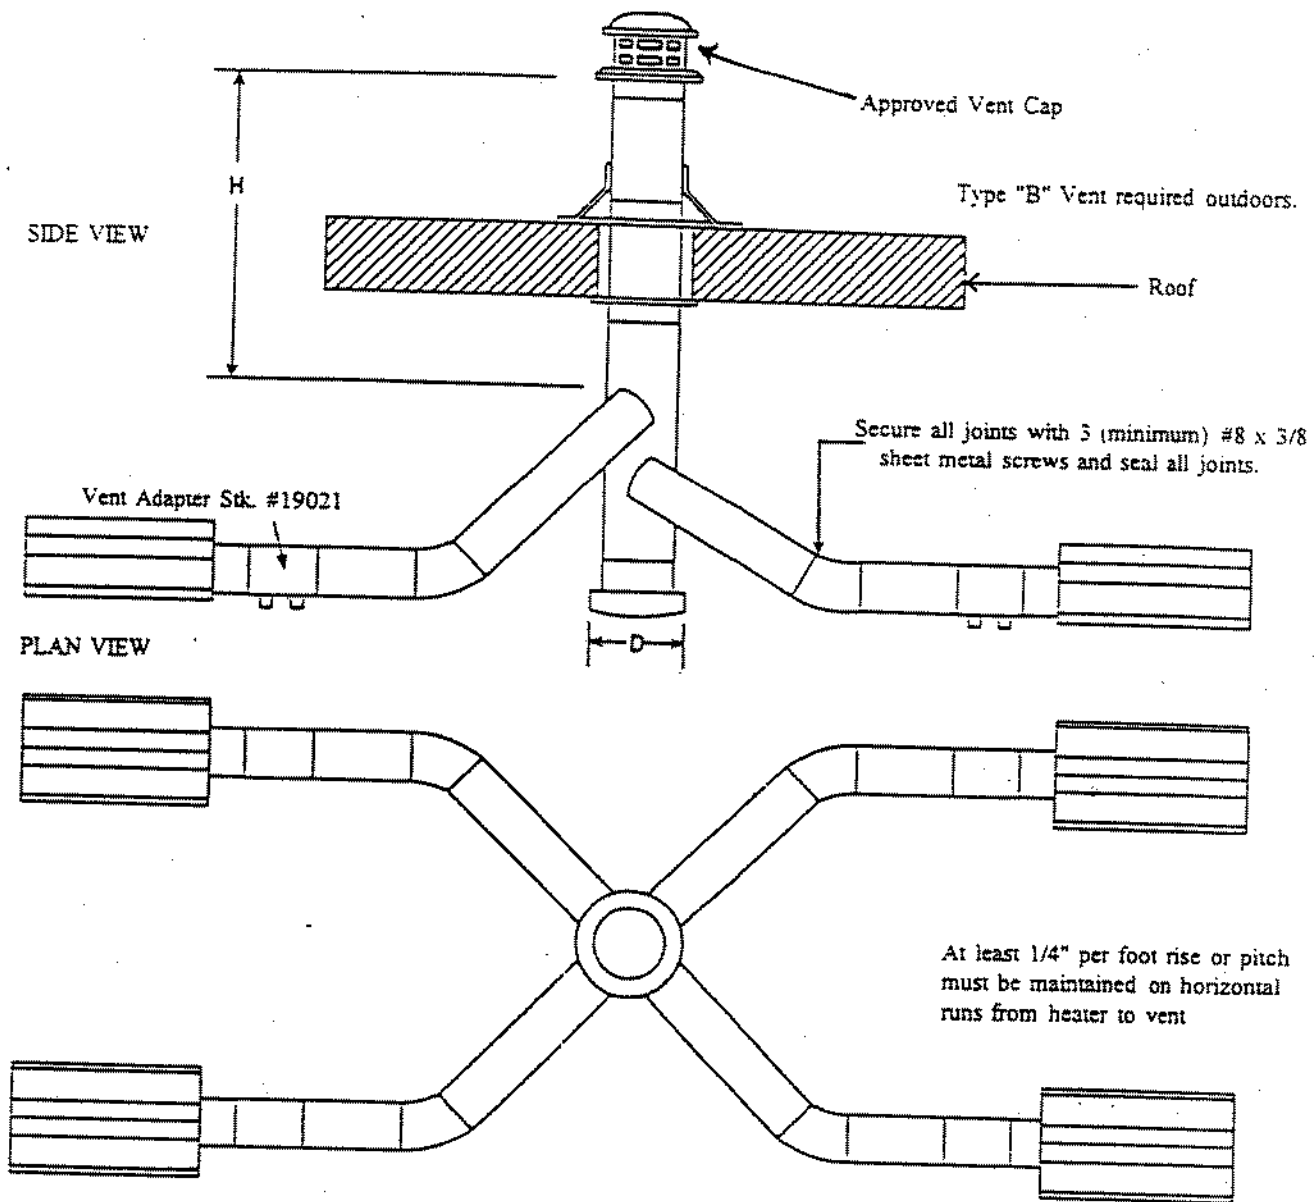 Approved Vent Cap
H
Type "B" Vent required outdoors.
SIDE VIEW
Roof
Secure all joints with 3 (minimum) #8 x 3/8
sheet metal screws and seal all joints.
Vent Adapter Stk. #19021
D
PLAN VIEW
At least 1/4" per foot rise or pitch
must be maintained on horizontal
runs from heater to vent